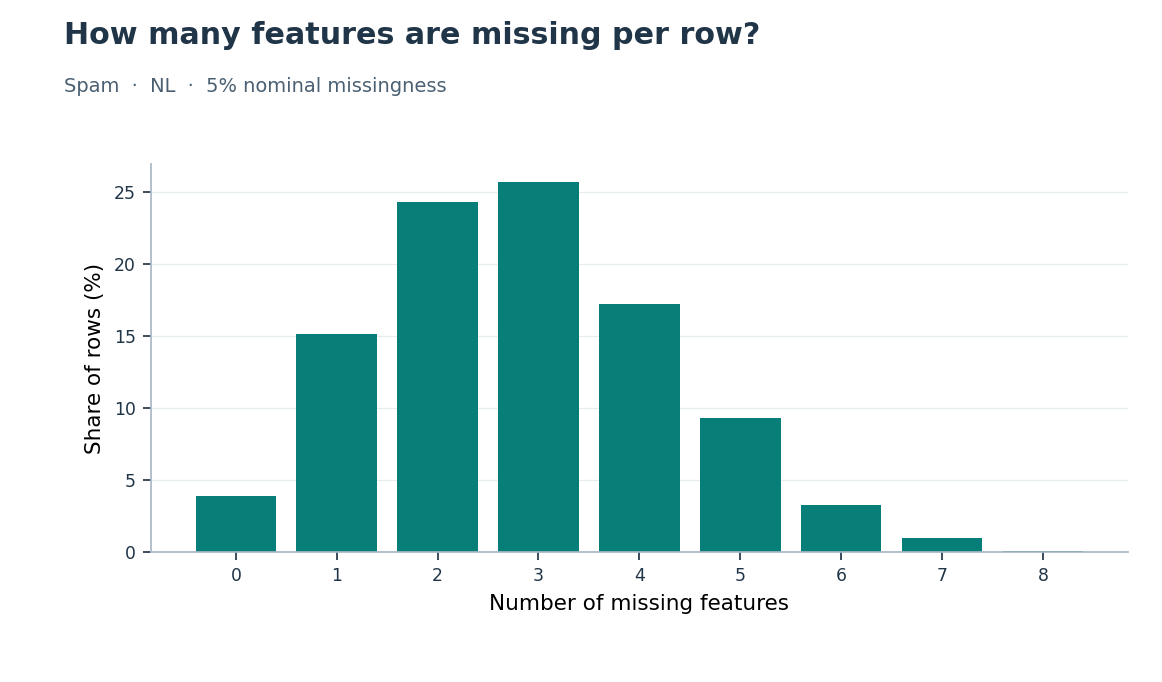 How many features are missing per row?
Spam · NL · 5% nominal missingness
Share of rows (%)
25
20
15
10
5
0
0 1 2 3 4 5 6 7 8
Number of missing features